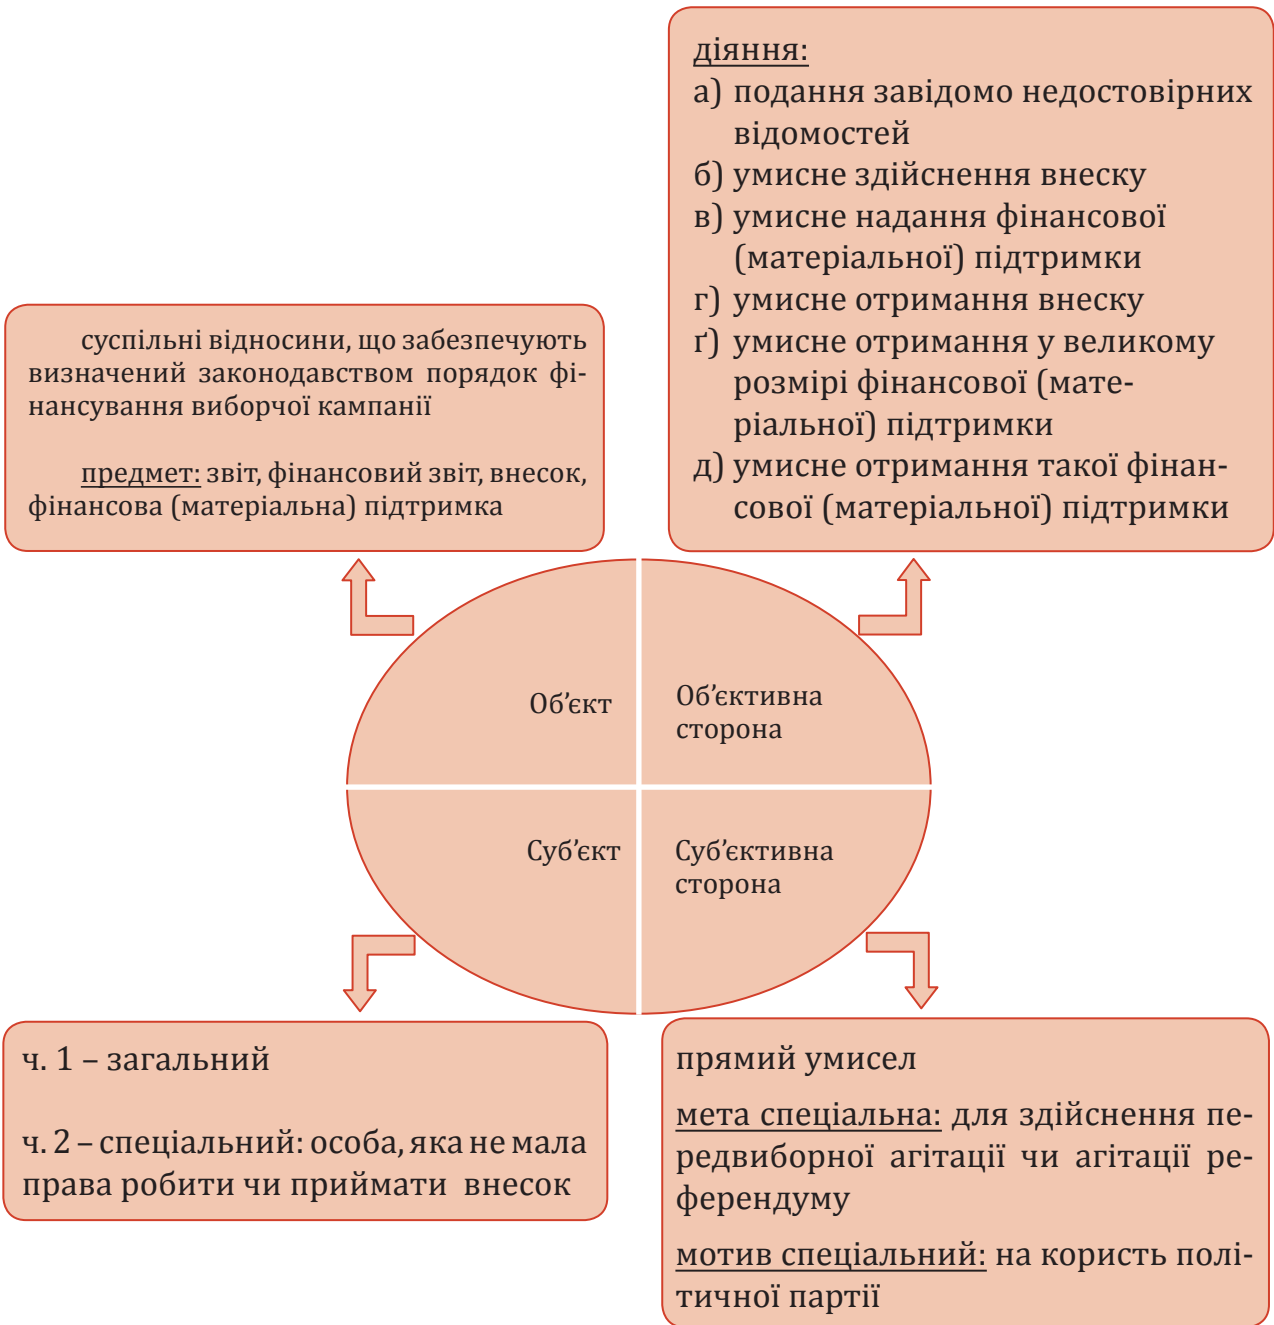 діяння:
а) подання завідомо недостовірних
відомостей
б) умисне здійснення внеску
в) умисне надання фінансової
(матеріальної) підтримки
г) умисне отримання внеску
ґ) умисне отримання у великому
розмірі фінансової (мате-
ріальної) підтримки
д) умисне отримання такої фінан-
сової (матеріальної) підтримки
суспільні відносини, що забезпечують
визначений законодавством порядок фі-
нансування виборчої кампанії
предмет: звіт, фінансовий звіт, внесок,
фінансова (матеріальна) підтримка
Об’єкт
Об’єктивна
сторона
Суб’єкт
Суб’єктивна
сторона
ч. 1 – загальний
ч. 2 – спеціальний: особа, яка не мала
права робити чи приймати внесок
прямий умисел
мета спеціальна: для здійснення пе-
редвиборної агітації чи агітації ре-
ферендуму
мотив спеціальний: на користь полі-
тичної партії